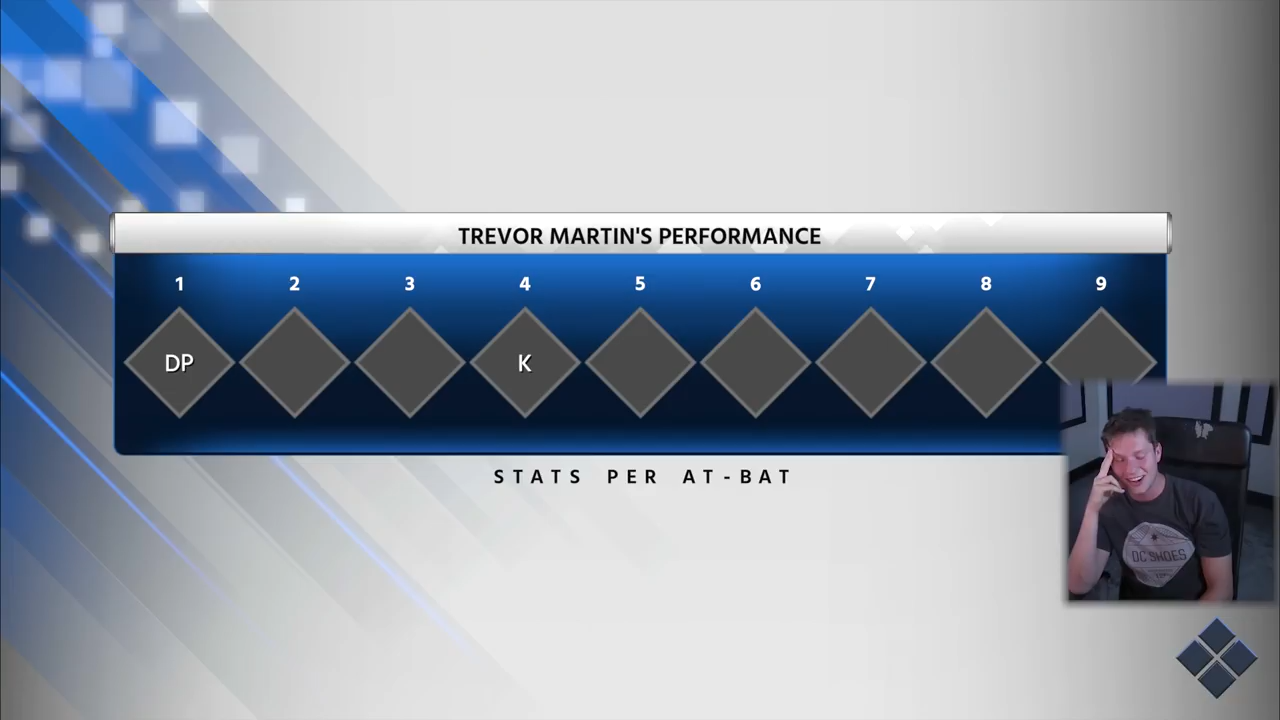 TREVOR MARTIN'S PERFORMANCE
1 2 3 4 5 6 7 8 9
DP K
STATS PER AT-BAT
DC SHOES